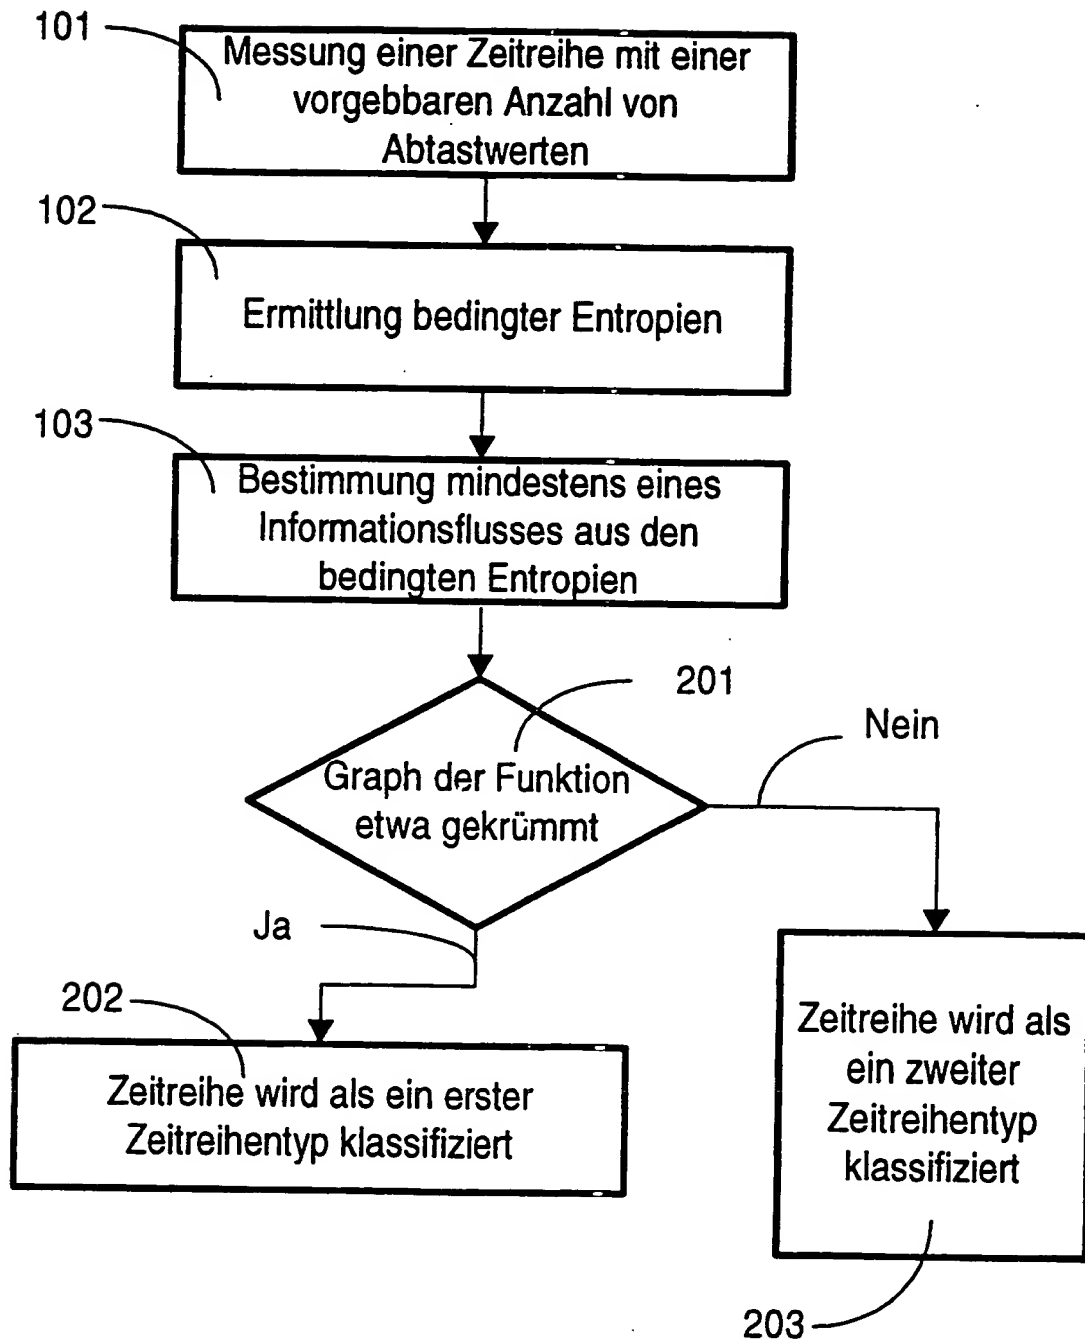 101
Messung einer Zeitreihe mit einer
vorgebbaren Anzahl von
Abtastwerten
102
Ermittlung bedingter Entropien
103
Bestimmung mindestens eines
Informationsflusses aus den
bedingten Entropien
201
Nein
Graph der Funktion
etwa gekrümmt
Ja
202
Zeitreihe wird als ein erster
Zeitreihentyp klassifiziert
Zeitreihe wird als
ein zweiter
Zeitreihentyp
klassifiziert
203